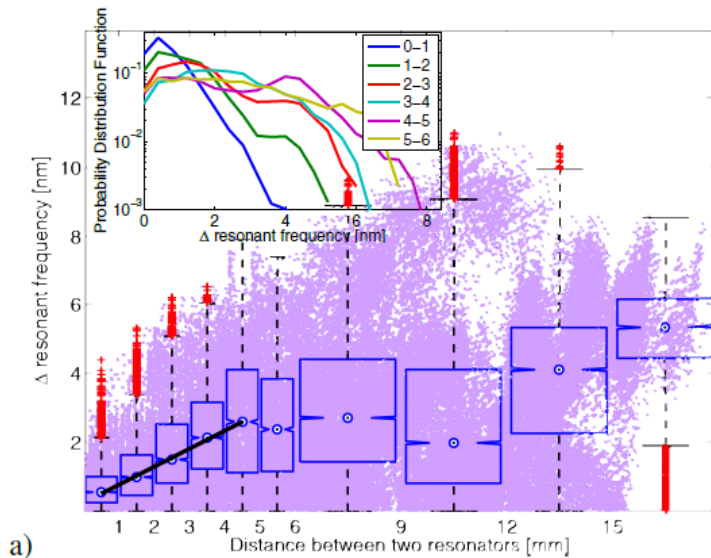 12
10
8
6
4
2
Δ resonant frequency [nm]
Probability Distribution Function
10⁻¹
10⁻²
10⁻³
0 2 4 6 8
Δ resonant frequency [nm]
0-1
1-2
2-3
3-4
4-5
5-6
1 2 3 4 5 6 9 12 15
Distance between two resonators [mm]
a)